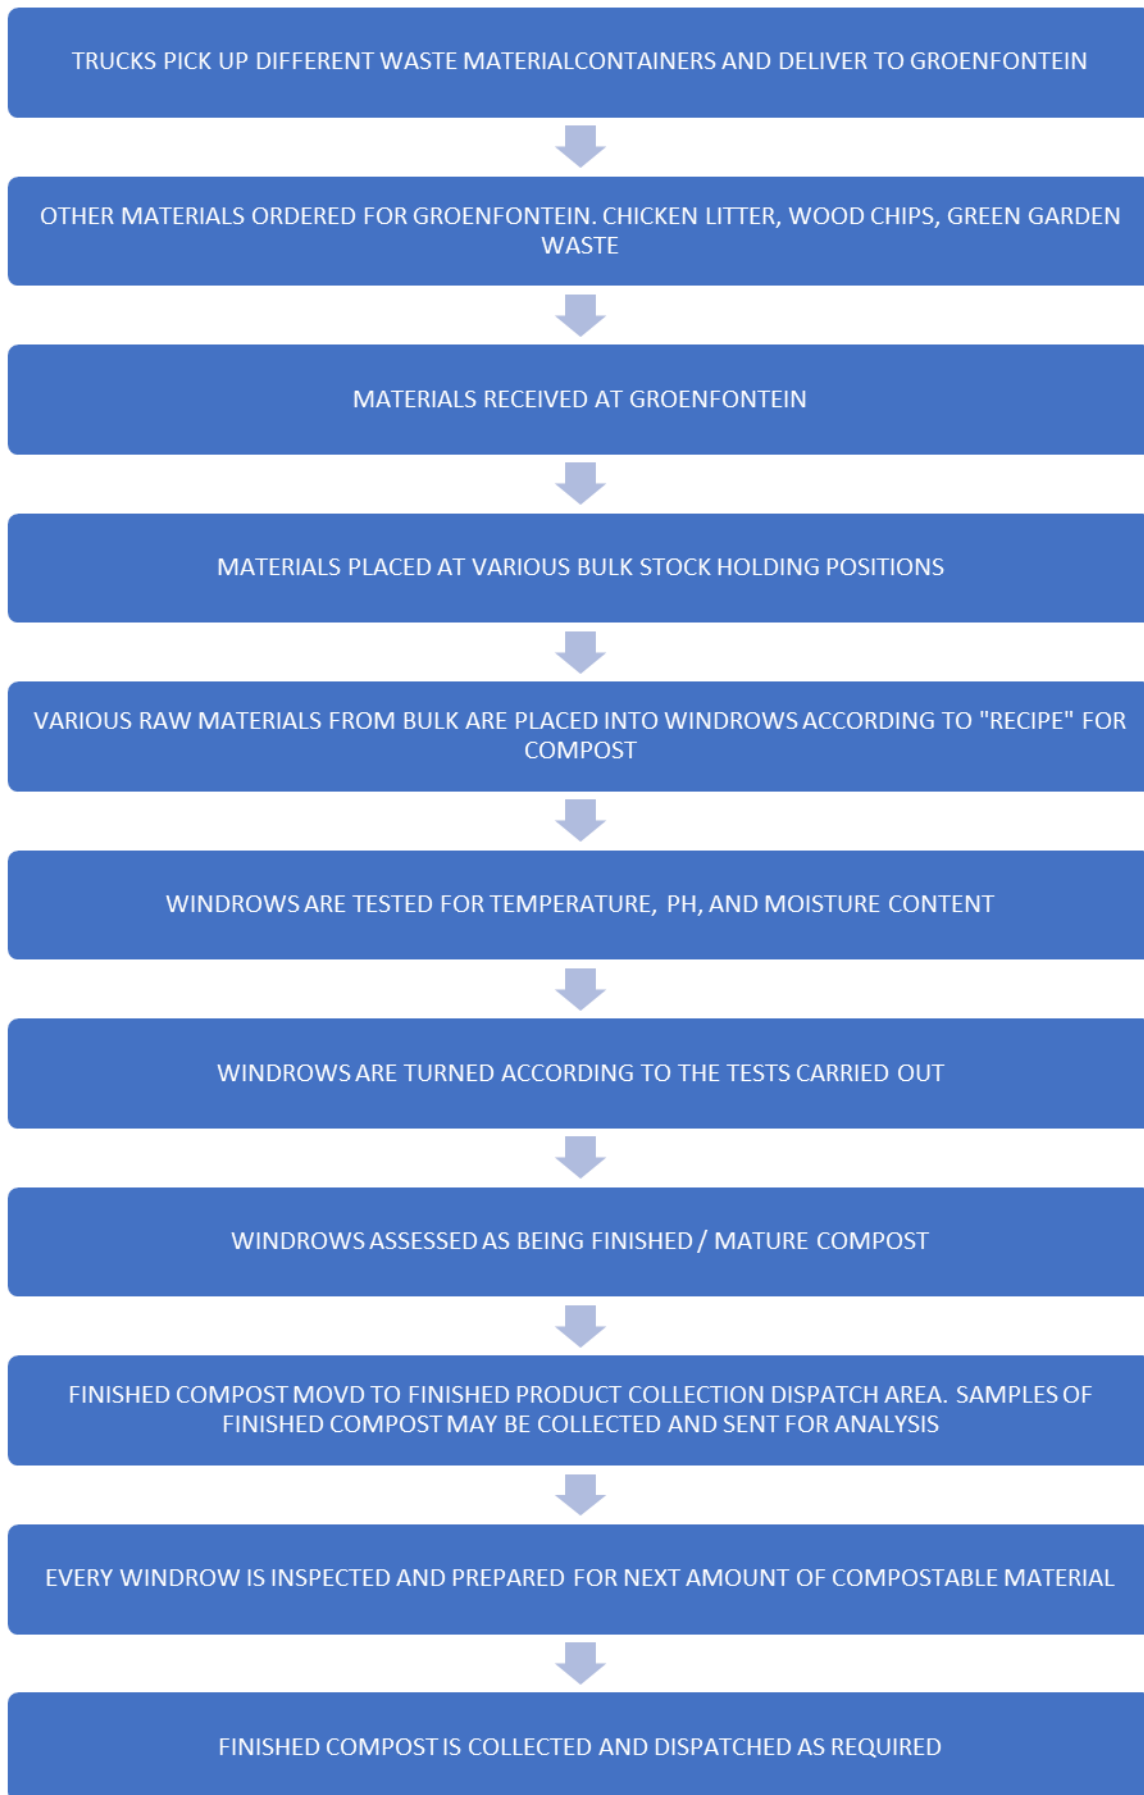 TRUCKS PICK UP DIFFERENT WASTE MATERIALCONTAINERS AND DELIVER TO GROENFONTEIN
OTHER MATERIALS ORDERED FOR GROENFONTEIN. CHICKEN LITTER, WOOD CHIPS, GREEN GARDEN
WASTE
MATERIALS RECEIVED AT GROENFONTEIN
MATERIALS PLACED AT VARIOUS BULK STOCK HOLDING POSITIONS
VARIOUS RAW MATERIALS FROM BULK ARE PLACED INTO WINDROWS ACCORDING TO "RECIPE" FOR
COMPOST
WINDROWS ARE TESTED FOR TEMPERATURE, PH, AND MOISTURE CONTENT
WINDROWS ARE TURNED ACCORDING TO THE TESTS CARRIED OUT
WINDROWS ASSESSED AS BEING FINISHED / MATURE COMPOST
FINISHED COMPOST MOVD TO FINISHED PRODUCT COLLECTION DISPATCH AREA. SAMPLES OF
FINISHED COMPOST MAY BE COLLECTED AND SENT FOR ANALYSIS
EVERY WINDROW IS INSPECTED AND PREPARED FOR NEXT AMOUNT OF COMPOSTABLE MATERIAL
FINISHED COMPOST IS COLLECTED AND DISPATCHED AS REQUIRED